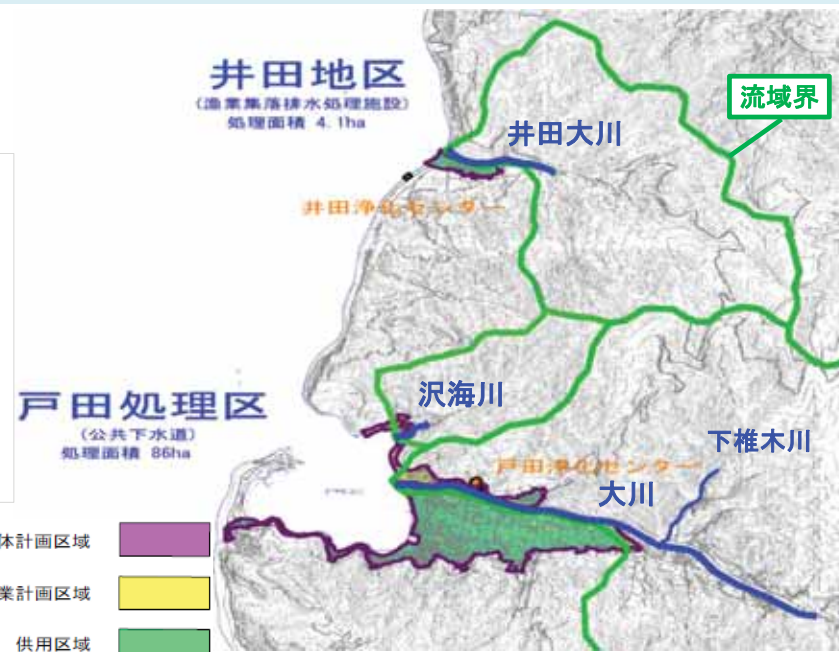 井田地区
(漁業集落排水処理施設)
処理面積 4.1ha
流域界
井田大川
井田浄化センター
戸田処理区
(公共下水道)
処理面積 86ha
沢海川
下椎木川
戸田浄化センター
大川
体計画区域
業計画区域
供用区域